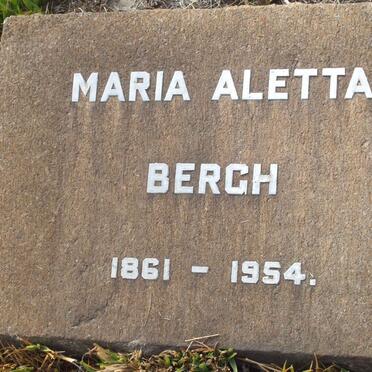 MARIA ALETTA
BERGH
1861 - 1954.